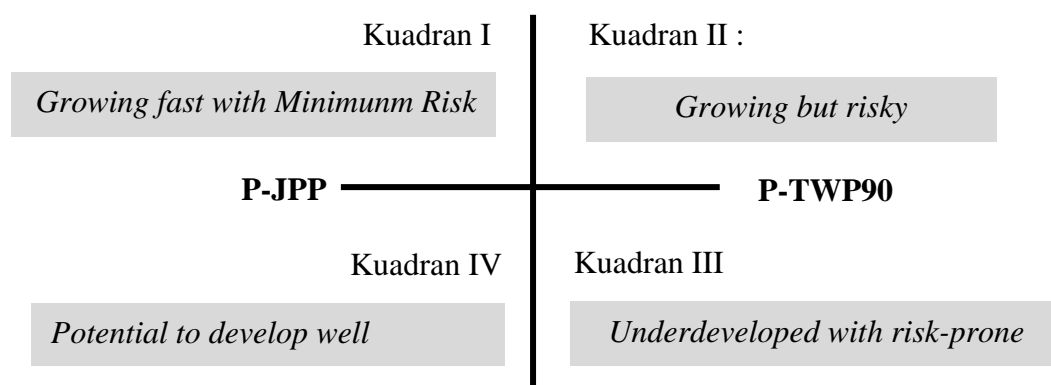 Kuadran I
Kuadran II :
Growing fast with Minimunm Risk
Growing but risky
P-JPP
P-TWP90
Kuadran IV
Kuadran III
Potential to develop well
Underdeveloped with risk-prone